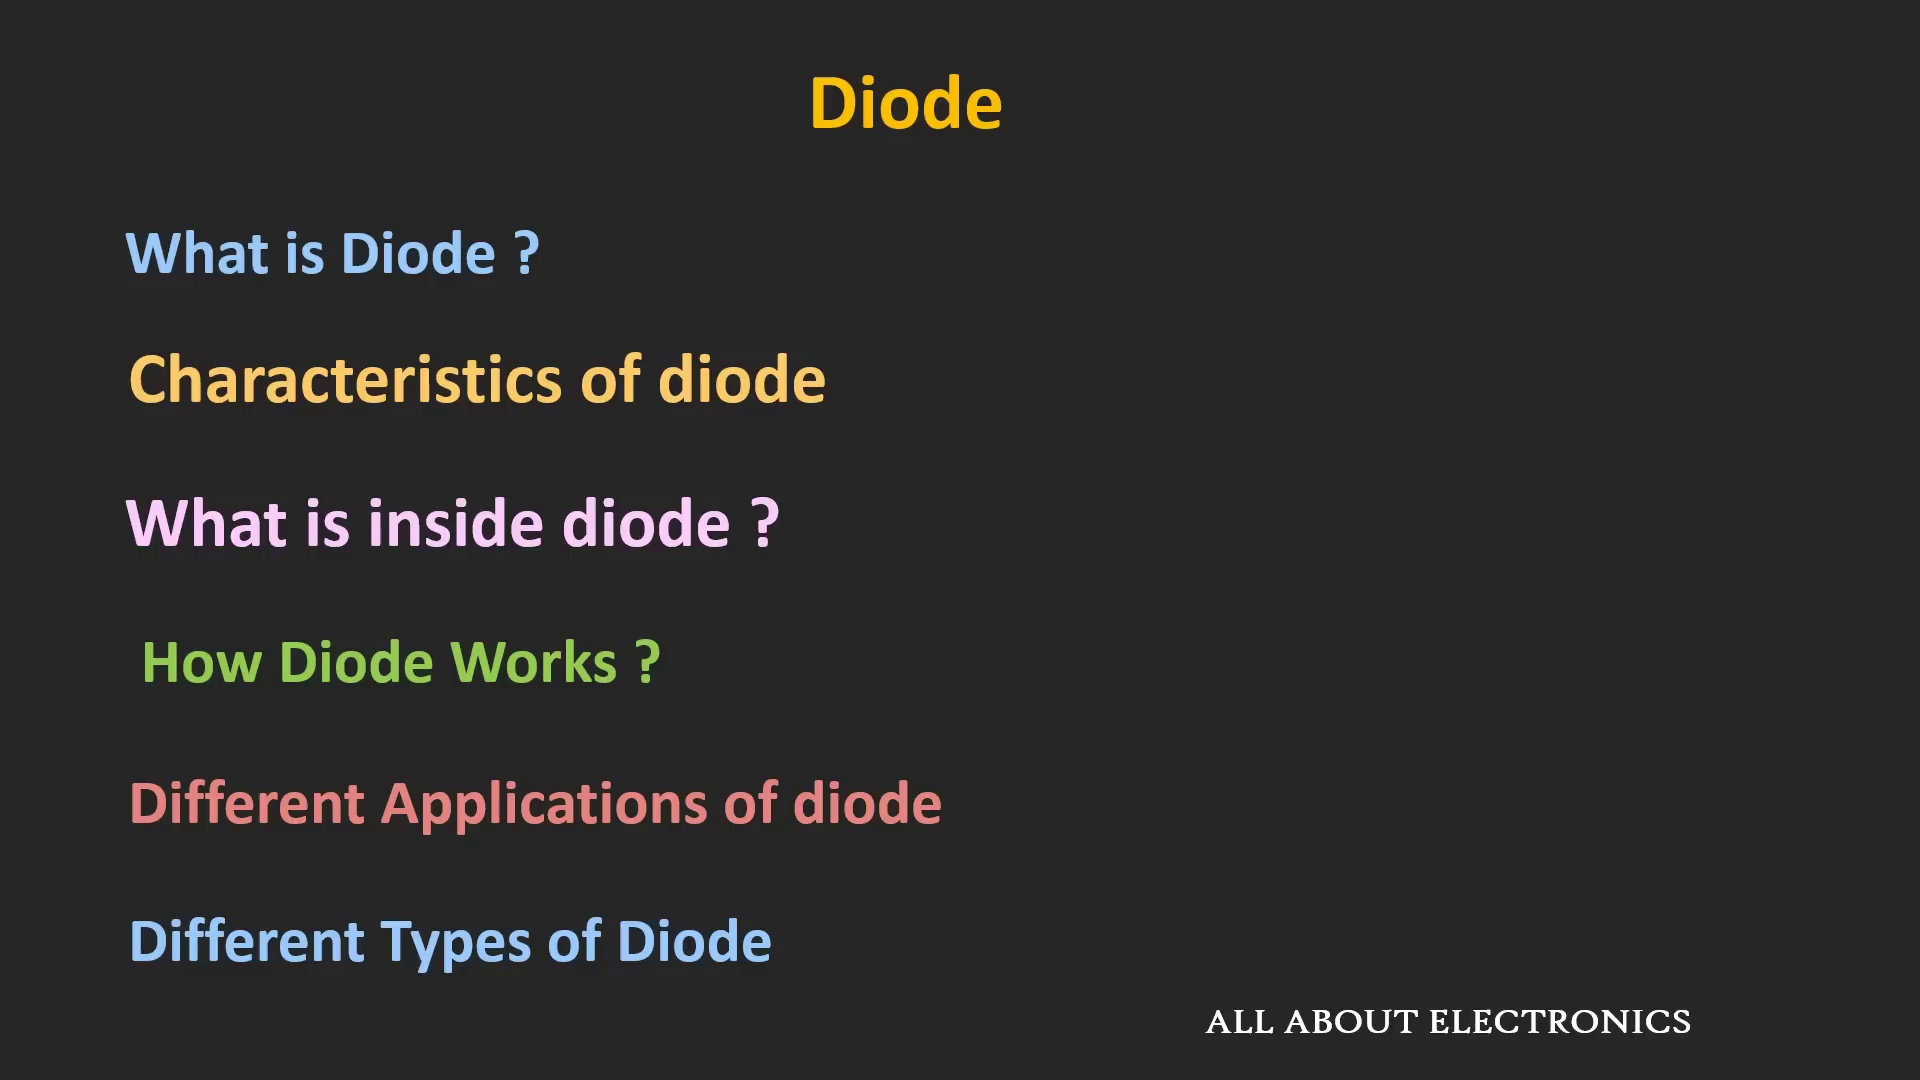 Diode
What is Diode ?
Characteristics of diode
What is inside diode ?
How Diode Works ?
Different Applications of diode
Different Types of Diode
ALL ABOUT ELECTRONICS